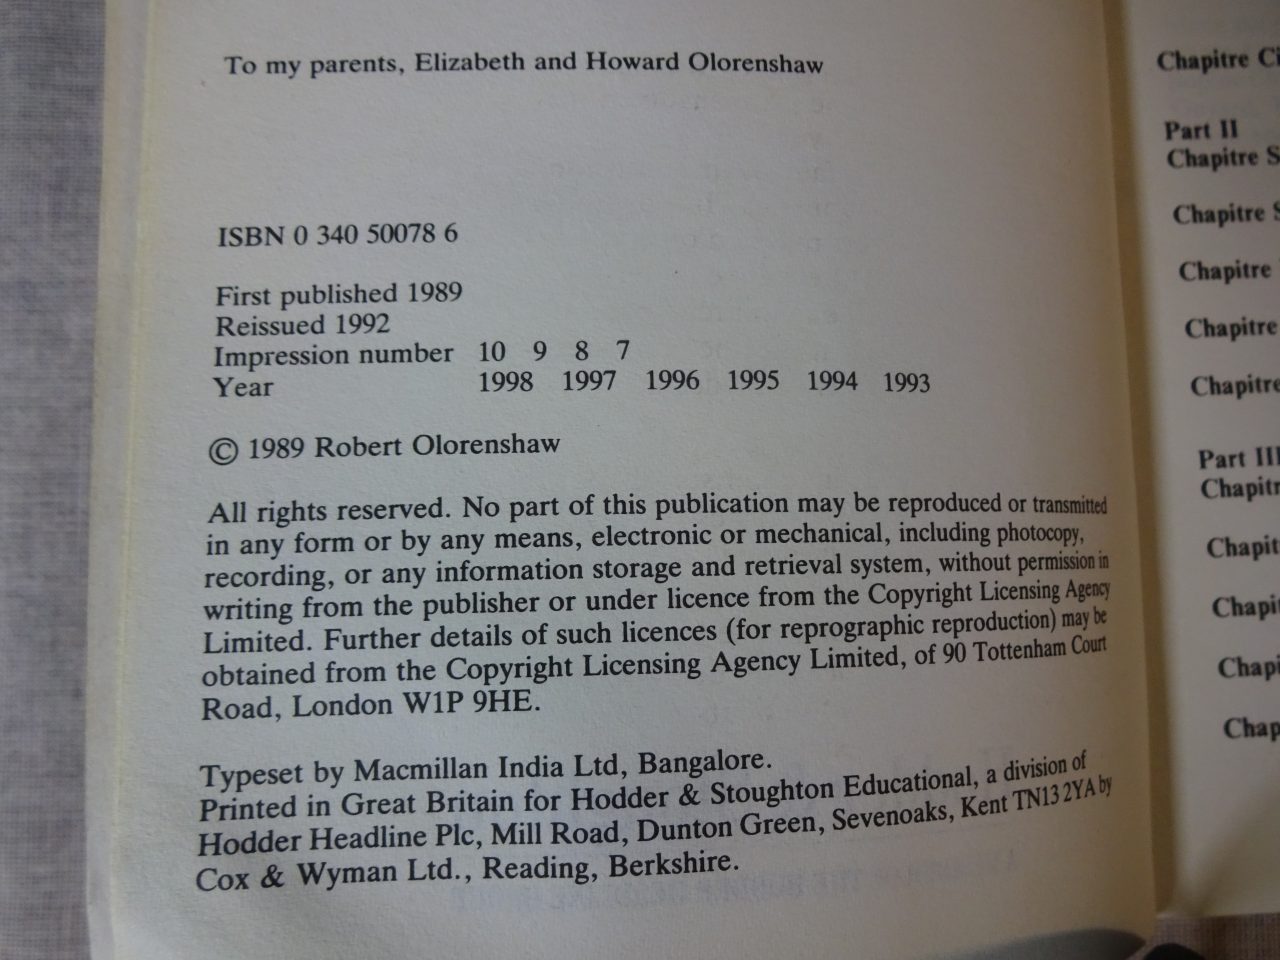 To my parents, Elizabeth and Howard Olorenshaw
ISBN 0 340 50078 6
First published 1989
Reissued 1992
Impression number 10 9 8 7
Year 1998 1997 1996 1995 1994 1993
© 1989 Robert Olorenshaw
All rights reserved. No part of this publication may be reproduced or transmitted
in any form or by any means, electronic or mechanical, including photocopy,
recording, or any information storage and retrieval system, without permission in
writing from the publisher or under licence from the Copyright Licensing Agency
Limited. Further details of such licences (for reprographic reproduction) may be
obtained from the Copyright Licensing Agency Limited, of 90 Tottenham Court
Road, London W1P 9HE.
Typeset by Macmillan India Ltd, Bangalore.
Printed in Great Britain for Hodder & Stoughton Educational, a division of
Hodder Headline Plc, Mill Road, Dunton Green, Sevenoaks, Kent TN13 2YA by
Cox & Wyman Ltd., Reading, Berkshire.
Chapitre
Part II
Chapitre
Chapitre
Chapitre
Chapitre
Chapitre
Part III